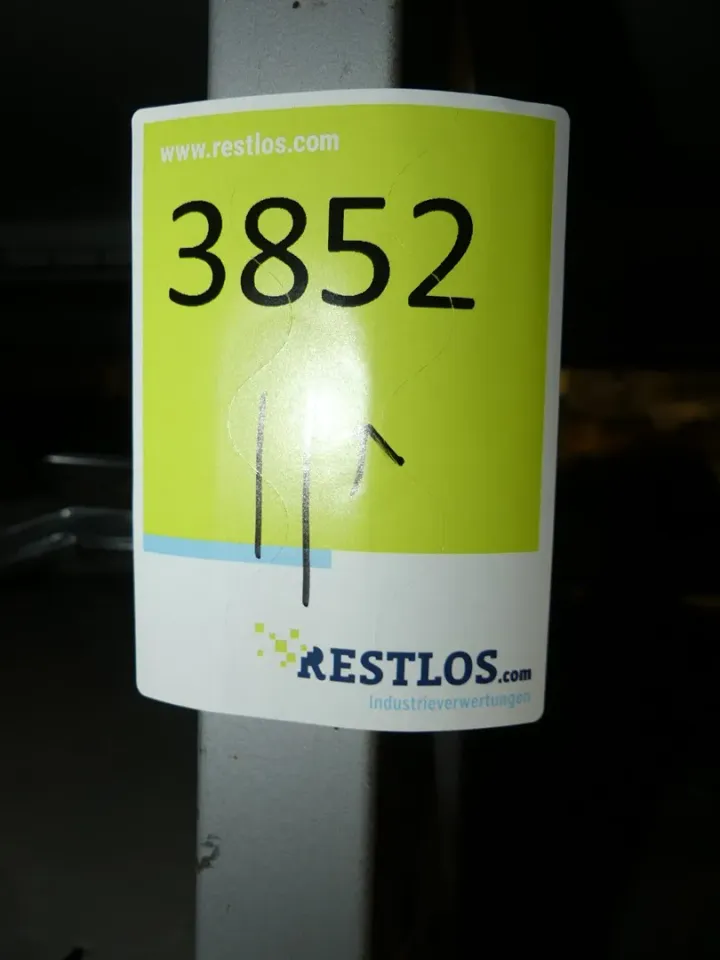 www.restlos.com
3852
RESTLOS.com
Industrieverwertungen